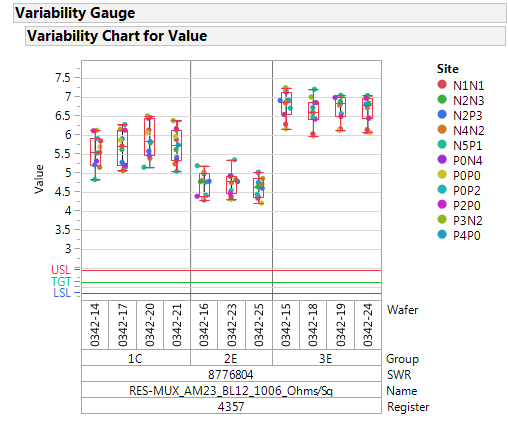 Variability Gauge
Variability Chart for Value
Site
N1N1
N2N3
N2P3
N4N2
N5P1
P0N4
P0P0
P0P2
P2P0
P3N2
P4P0
Value
7.5
7
6.5
6
5.5
5
4.5
4
3.5
3
USL
TGT
LSL
0342-14
0342-17
0342-20
0342-21
0342-16
0342-23
0342-25
0342-15
0342-18
0342-19
0342-24
Wafer
1C 2E 3E Group
8776804 SWR
RES-MUX_AM23_BL12_1006_Ohms/Sq Name
4357 Register